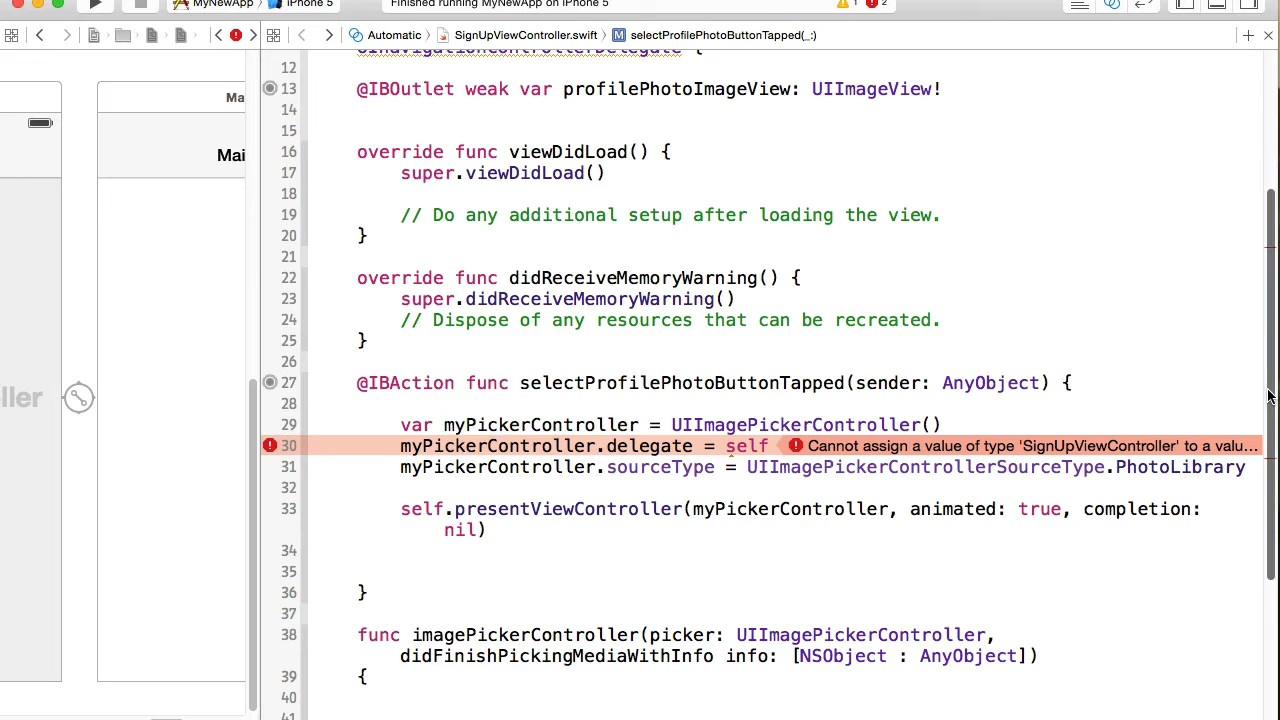 MyNewApp
iPhone 5
Finished running MyNewApp on iPhone 5
1
2
Automatic
SignUpViewController.swift
selectProfilePhotoButtonTapped(_:)
UINavigationControllerDelegate {
12
13 @IBOutlet weak var profilePhotoImageView: UIImageView!
14
15
16 override func viewDidLoad() {
17 super.viewDidLoad()
18
19 // Do any additional setup after loading the view.
20 }
21
22 override func didReceiveMemoryWarning() {
23 super.didReceiveMemoryWarning()
24 // Dispose of any resources that can be recreated.
25 }
26
27 @IBAction func selectProfilePhotoButtonTapped(sender: AnyObject) {
28
29 var myPickerController = UIImagePickerController()
30 myPickerController.delegate = self Cannot assign a value of type 'SignUpViewController' to a valu...
31 myPickerController.sourceType = UIImagePickerControllerSourceType.PhotoLibrary
32
33 self.presentViewController(myPickerController, animated: true, completion:
nil)
34
35
36 }
37
38 func imagePickerController(picker: UIImagePickerController,
didFinishPickingMediaWithInfo info: [NSObject : AnyObject])
39 {
40
41
Ma
Mai
ller